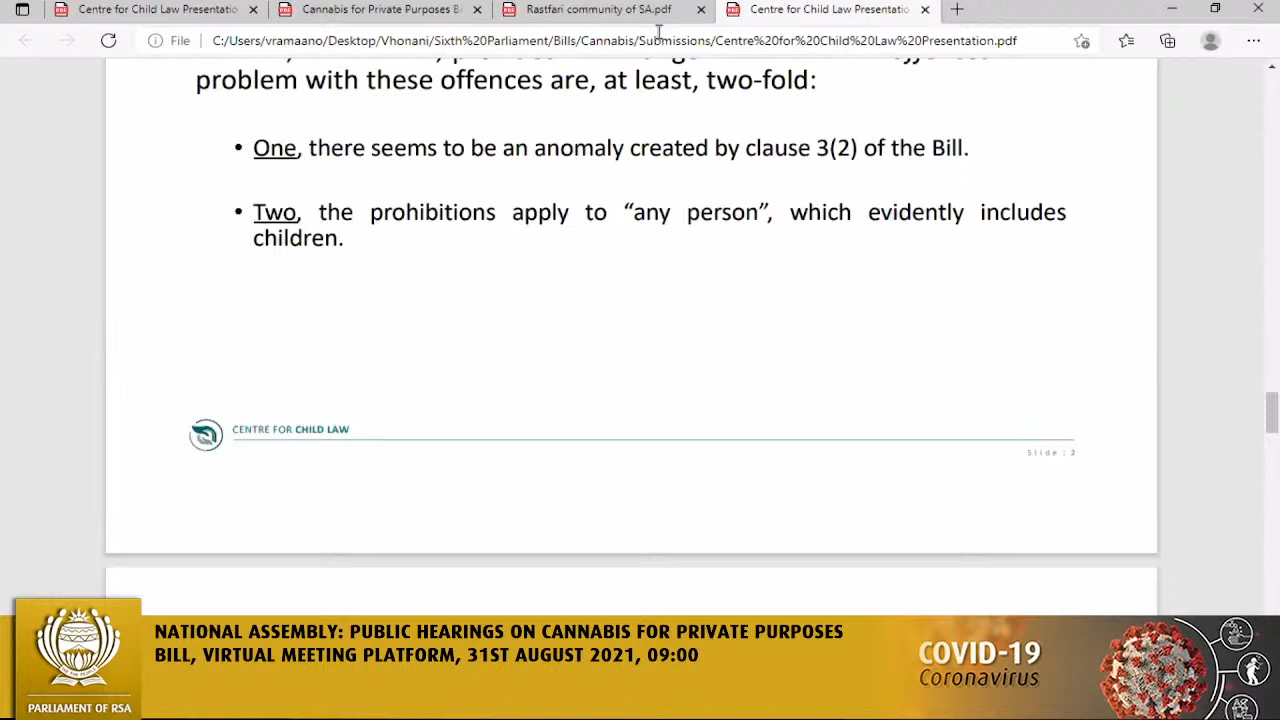 Centre for Child Law Presentatio
Cannabis for Private Purposes Bi
Rastfari community of SA.pdf
Centre for Child Law Presentatio
File
C:/Users/vramaano/Desktop/Vhonani/Sixth%20Parliament/Bills/Cannabis/Submissions/Centre%20for%20Child%20Law%20Presentation.pdf
problem with these offences are, at least, two-fold:
• One, there seems to be an anomaly created by clause 3(2) of the Bill.
• Two, the prohibitions apply to “any person”, which evidently includes
children.
CENTRE FOR CHILD LAW
Slide : 2
NATIONAL ASSEMBLY: PUBLIC HEARINGS ON CANNABIS FOR PRIVATE PURPOSES
BILL, VIRTUAL MEETING PLATFORM, 31ST AUGUST 2021, 09:00
COVID-19
Coronavirus
PARLIAMENT OF RSA